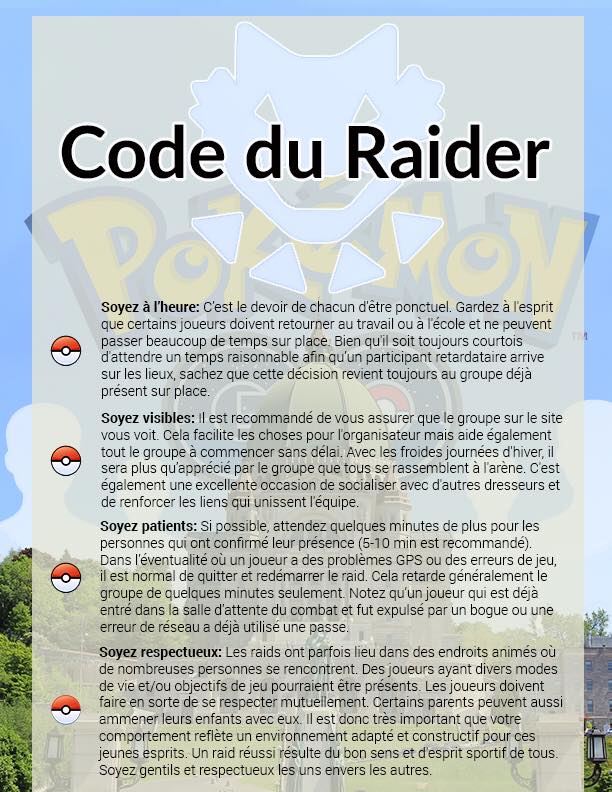 Code du Raider
POKÉMON
TM
GO
Soyez à l'heure: C'est le devoir de chacun d'être ponctuel. Gardez à l'esprit
que certains joueurs doivent retourner au travail ou à l'école et ne peuvent
passer beaucoup de temps sur place. Bien qu'il soit toujours courtois
d'attendre un temps raisonnable afin qu'un participant retardataire arrive
sur les lieux, sachez que cette décision revient toujours au groupe déjà
présent sur place.
Soyez visibles: Il est recommandé de vous assurer que le groupe sur le site
vous voit. Cela facilite les choses pour l'organisateur mais aide également
tout le groupe à commencer sans délai. Avec les froides journées d'hiver, il
sera plus qu'apprécié par le groupe que tous se rassemblent à l'arène. C'est
également une excellente occasion de socialiser avec d'autres dresseurs et
de renforcer les liens qui unissent l'équipe.
Soyez patients: Si possible, attendez quelques minutes de plus pour les
personnes qui ont confirmé leur présence (5-10 min est recommandé).
Dans l'éventualité où un joueur a des problèmes GPS ou des erreurs de jeu,
il est normal de quitter et redémarrer le raid. Cela retarde généralement le
groupe de quelques minutes seulement. Notez qu'un joueur qui est déjà
entré dans la salle d'attente du combat et fut expulsé par un bogue ou une
erreur de réseau a déjà utilisé une passe.
Soyez respectueux: Les raids ont parfois lieu dans des endroits animés où
de nombreuses personnes se rencontrent. Des joueurs ayant divers modes
de vie et/ou objectifs de jeu pourraient être présents. Les joueurs doivent
faire en sorte de se respecter mutuellement. Certains parents peuvent aussi
ammener leurs enfants avec eux. Il est donc très important que votre
comportement reflète un environnement adapté et constructif pour ces
jeunes esprits. Un raid réussi résulte du bon sens et d'esprit sportif de tous.
Soyez gentils et respectueux les uns envers les autres.